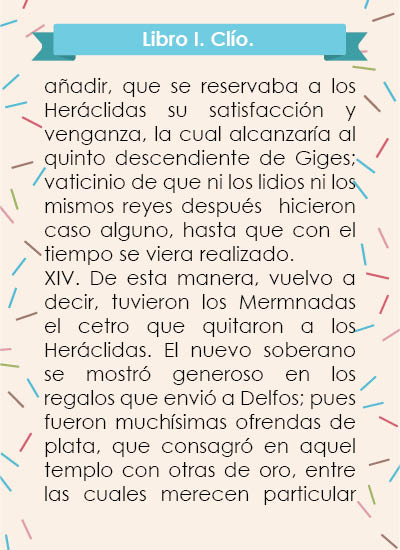 Libro I. Clío.
añadir, que se reservaba a los
Heráclidas su satisfacción y
venganza, la cual alcanzaría al
quinto descendiente de Giges;
vaticinio de que ni los lidios ni los
mismos reyes después  hicieron
caso alguno, hasta que con el
tiempo se viera realizado.
XIV. De esta manera, vuelvo a
decir, tuvieron los Mermnadas
el cetro que quitaron a los
Heráclidas. El nuevo soberano
se mostró generoso en los
regalos que envió a Delfos; pues
fueron muchísimas ofrendas de
plata, que consagró en aquel
templo con otras de oro, entre
las cuales merecen particular